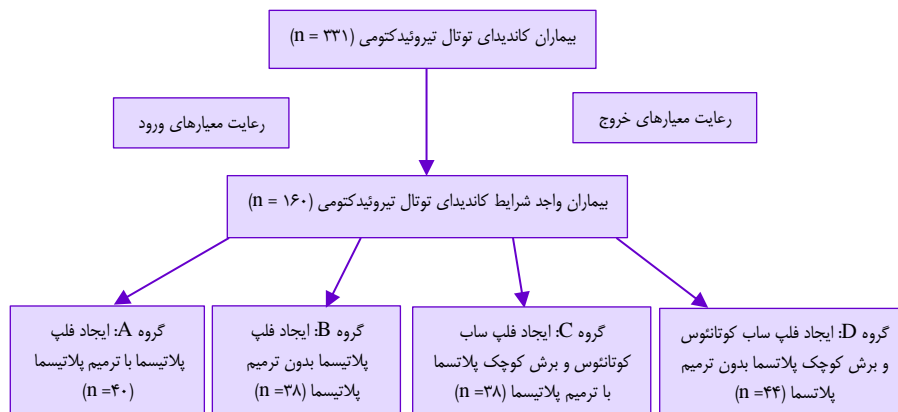 بیماران کاندیدای توتال تیروئیدکتومی (n = ۳۳۱)
رعایت معیارهای خروج
رعایت معیارهای ورود
بیماران واجد شرایط کاندیدای توتال تیروئیدکتومی (n = ۱۶۰)
گروه D: ایجاد فلپ ساب کوتانئوس
و برش کوچک پلاتسما بدون ترمیم
پلاتسما (n =۴۴)
گروه C: ایجاد فلپ ساب
کوتانئوس و برش کوچک پلاتسما
با ترمیم پلاتیسما (n =۳۸)
گروه B: ایجاد فلپ
پلاتیسما بدون ترمیم
پلاتیسما (n =۳۸)
گروه A: ایجاد فلپ
پلاتیسما با ترمیم پلاتیسما
(n =۴۰)